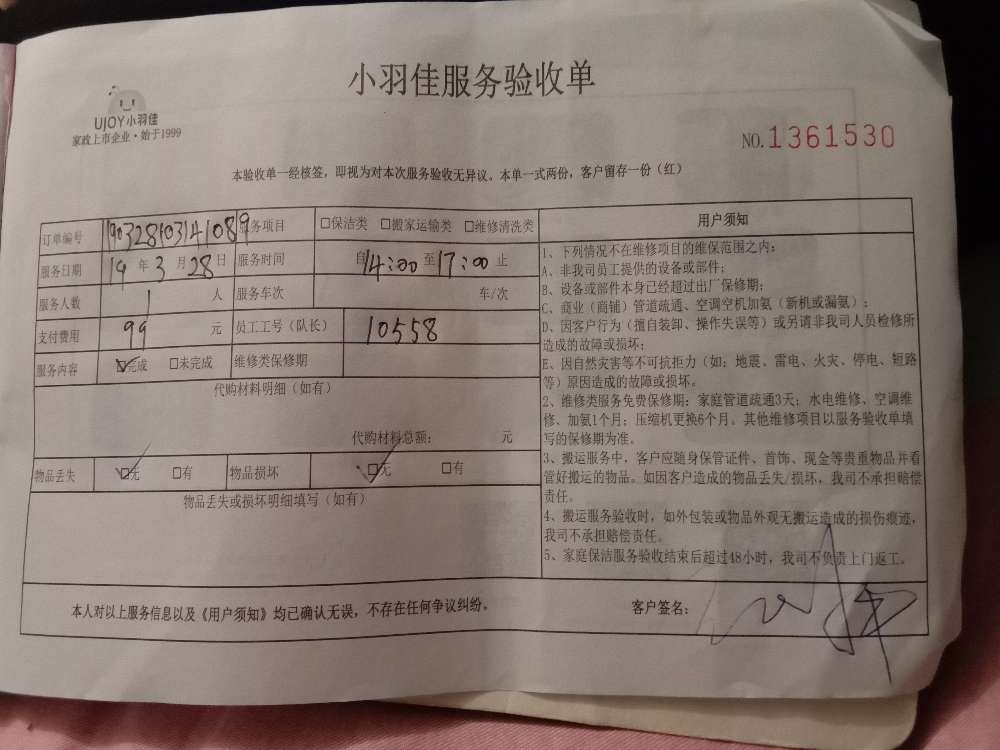 小羽佳服务验收单
UJOY小羽佳
家政上市企业·始于1999
NO.1361530
本验收单一经核签，即视为对本次服务验收无异议。本单一式两份，客户留存一份（红）
订单编号 190328103141089 服务项目 □保洁类 □搬家运输类 □维修清洗类
服务日期 19 年 3 月 28 日 服务时间 自 14:00 至 17:00 止
服务人数 1 人 服务车次 车/次
支付费用 99 元 员工工号（队长） 10558
服务内容 ☑完成 □未完成 维修类保修期
代购材料明细（如有）
代购材料总额： 元
物品丢失 ☑无 □有 物品损坏 ☑无 □有
物品丢失或损坏明细填写（如有）
用户须知
1、下列情况不在维修项目的维保范围之内：
A、非我司员工提供的设备或部件；
B、设备或部件本身已经超过出厂保修期；
C、商业（商铺）管道疏通、空调空机加氨（新机或漏氨）；
D、因客户行为（擅自装卸、操作失误等）或另请非我司人员检修所
造成的故障或损坏；
E、因自然灾害等不可抗拒力（如：地震、雷电、火灾、停电、短路
等）原因造成的故障或损坏。
2、维修类服务免费保修期：家庭管道疏通3天；水电维修、空调维
修、加氨1个月；压缩机更换6个月。其他维修项目以服务验收单填
写的保修期为准。
3、搬运服务中，客户应随身保管证件、首饰、现金等贵重物品并看
管好搬运的物品。如因客户造成的物品丢失/损坏，我司不承担赔偿
责任。
4、搬运服务验收时，如外包装或物品外观无搬运造成的损伤痕迹，
我司不承担赔偿责任。
5、家庭保洁服务验收结束后超过48小时，我司不负责上门返工。
本人对以上服务信息以及《用户须知》均已确认无误，不存在任何争议纠纷。
客户签名：